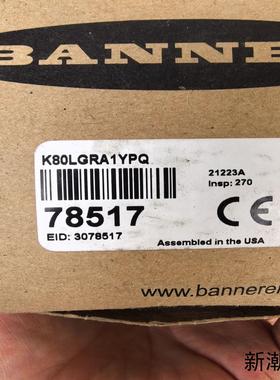 BANNE
K80LGRA1YPQ
78517
EID: 3078517
21223A
Insp: 270
CE
Assembled in the USA
www.bannere
新潮